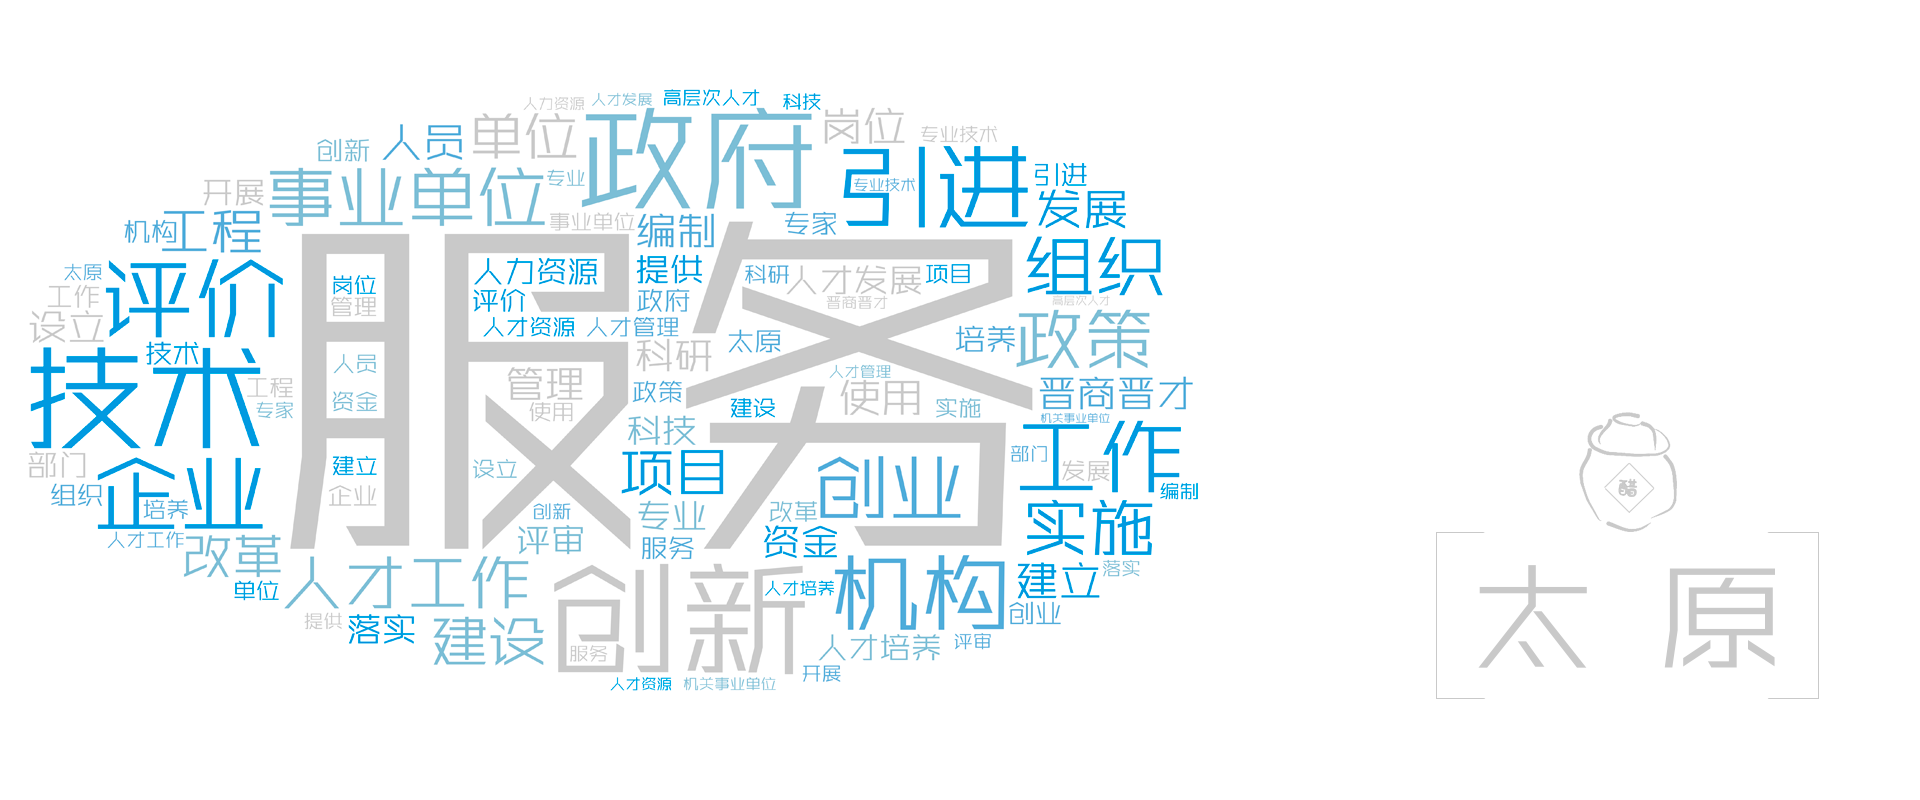 人力资源
人才发展
高层次人才
科技
创新
人员
单位
政府
岗位
专业技术
开展
事业单位
专业
引进
专业技术
引进
机构
工程
事业单位
编制
专家
发展
太原
评价
岗位
人力资源
提供
科研
人才发展
项目
组织
工作
管理
评价
政府
晋商晋才
高层次人才
设立
服务
人才资源
人才管理
太原
培养
政策
技术
技术
人员
管理
科研
人才管理
工程
专家
资金
使用
政策
建设
使用
实施
晋商晋才
机关事业单位
部门
建立
设立
科技
项目
创业
部门
发展
工作
组织
企业
企业
培养
创新
专业
改革
编制
人才工作
改革
评审
服务
资金
实施
单位
人才工作
创新
人才培养
机构
建立
落实
提供
落实
建设
服务
人才培养
评审
创业
开展
人才资源
机关事业单位
醋
太原